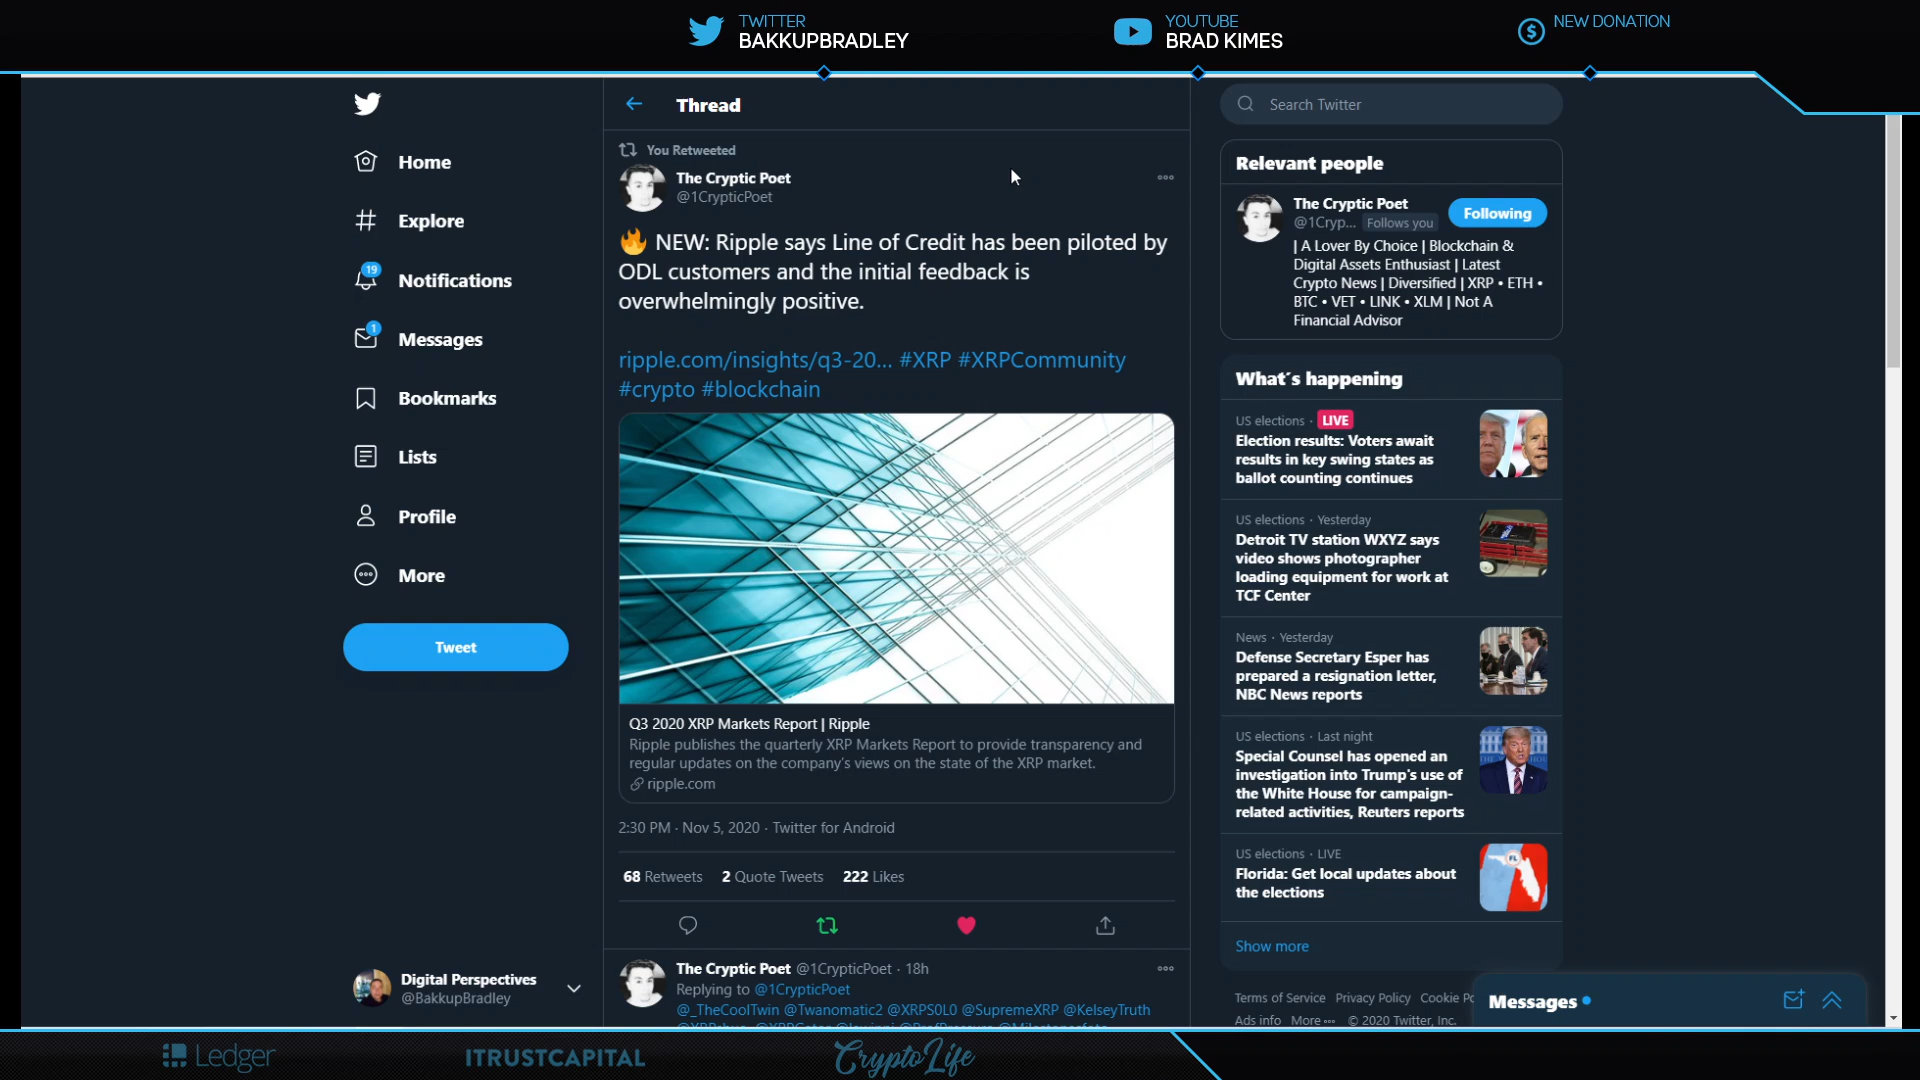 TWITTER
BAKKUPBRADLEY
YOUTUBE
BRAD KIMES
NEW DONATION
Home
Explore
19
Notifications
1
Messages
Bookmarks
Lists
Profile
More
Tweet
Digital Perspectives
@BakkupBradley
Thread
You Retweeted
The Cryptic Poet
@1CrypticPoet
NEW: Ripple says Line of Credit has been piloted by
ODL customers and the initial feedback is
overwhelmingly positive.
ripple.com/insights/q3-20... #XRP #XRPCommunity
#crypto #blockchain
Q3 2020 XRP Markets Report | Ripple
Ripple publishes the quarterly XRP Markets Report to provide transparency and
regular updates on the company's views on the state of the XRP market.
ripple.com
2:30 PM · Nov 5, 2020 · Twitter for Android
68 Retweets 2 Quote Tweets 222 Likes
The Cryptic Poet @1CrypticPoet · 18h
Replying to @1CrypticPoet
@_TheCoolTwin @Twanomatic2 @XRPS0L0 @SupremeXRP @KelseyTruth
Search Twitter
Relevant people
The Cryptic Poet
@1Cryp... Follows you
Following
| A Lover By Choice | Blockchain &
Digital Assets Enthusiast | Latest
Crypto News | Diversified | XRP • ETH •
BTC • VET • LINK • XLM | Not A
Financial Advisor
What's happening
US elections · LIVE
Election results: Voters await
results in key swing states as
ballot counting continues
US elections · Yesterday
Detroit TV station WXYZ says
video shows photographer
loading equipment for work at
TCF Center
News · Yesterday
Defense Secretary Esper has
prepared a resignation letter,
NBC News reports
US elections · Last night
Special Counsel has opened an
investigation into Trump's use of
the White House for campaign-
related activities, Reuters reports
US elections · LIVE
Florida: Get local updates about
the elections
FL
Show more
Terms of Service Privacy Policy Cookie Po
Ads info More © 2020 Twitter, Inc.
Messages
Ledger
ITRUSTCAPITAL
CryptoLife